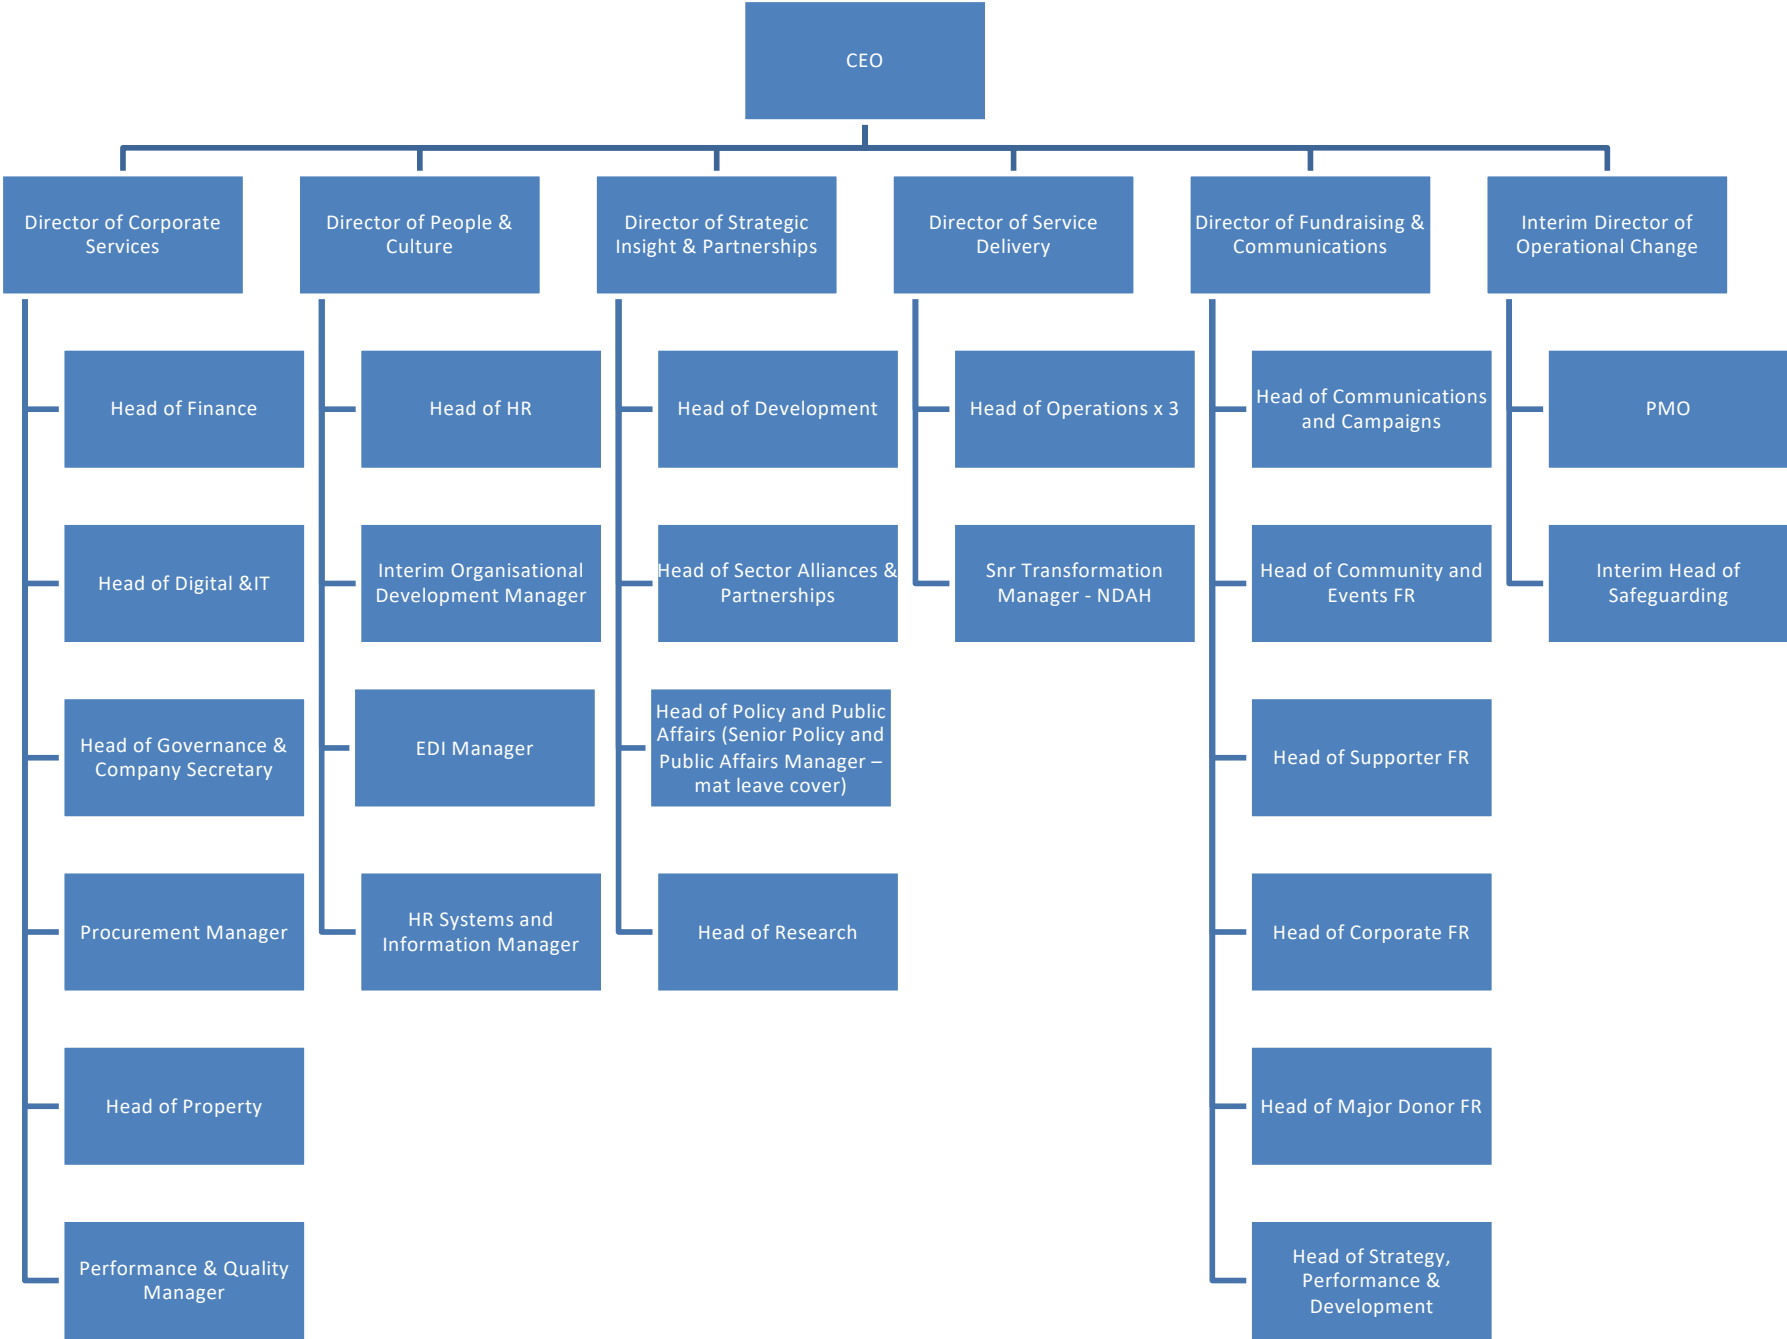 CEO
Director of Corporate
Services
Director of People &
Culture
Director of Strategic
Insight & Partnerships
Director of Service
Delivery
Director of Fundraising &
Communications
Interim Director of
Operational Change
Head of Finance
Head of Digital &IT
Head of Governance &
Company Secretary
Procurement Manager
Head of Property
Performance & Quality
Manager
Head of HR
Interim Organisational
Development Manager
EDI Manager
HR Systems and
Information Manager
Head of Development
Head of Sector Alliances &
Partnerships
Head of Policy and Public
Affairs (Senior Policy and
Public Affairs Manager –
mat leave cover)
Head of Research
Head of Operations x 3
Snr Transformation
Manager - NDAH
Head of Communications
and Campaigns
Head of Community and
Events FR
Head of Supporter FR
Head of Corporate FR
Head of Major Donor FR
Head of Strategy,
Performance &
Development
PMO
Interim Head of
Safeguarding